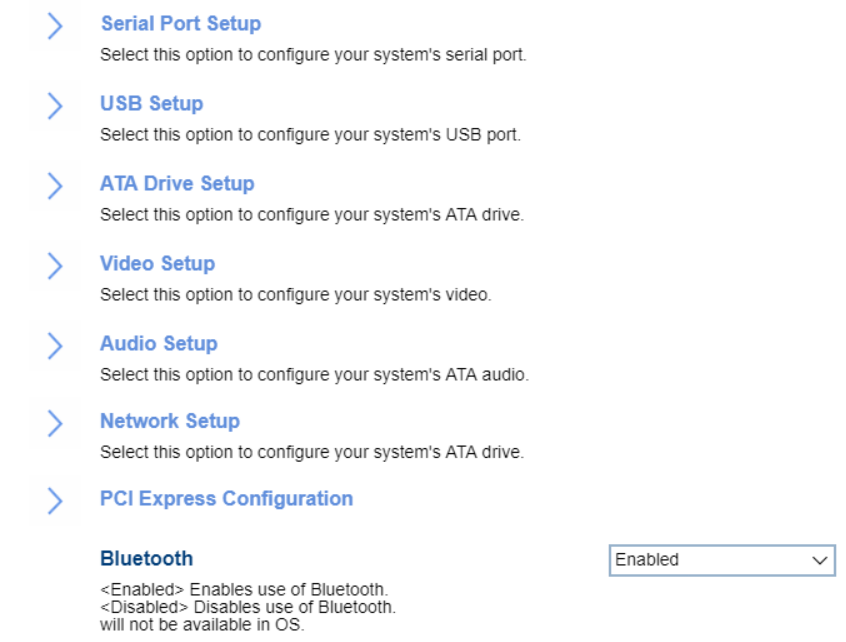 Serial Port Setup
Select this option to configure your system's serial port.
USB Setup
Select this option to configure your system's USB port.
ATA Drive Setup
Select this option to configure your system's ATA drive.
Video Setup
Select this option to configure your system's video.
Audio Setup
Select this option to configure your system's ATA audio.
Network Setup
Select this option to configure your system's ATA drive.
PCI Express Configuration
Bluetooth
Enabled
<Enabled> Enables use of Bluetooth.
<Disabled> Disables use of Bluetooth.
will not be available in OS.